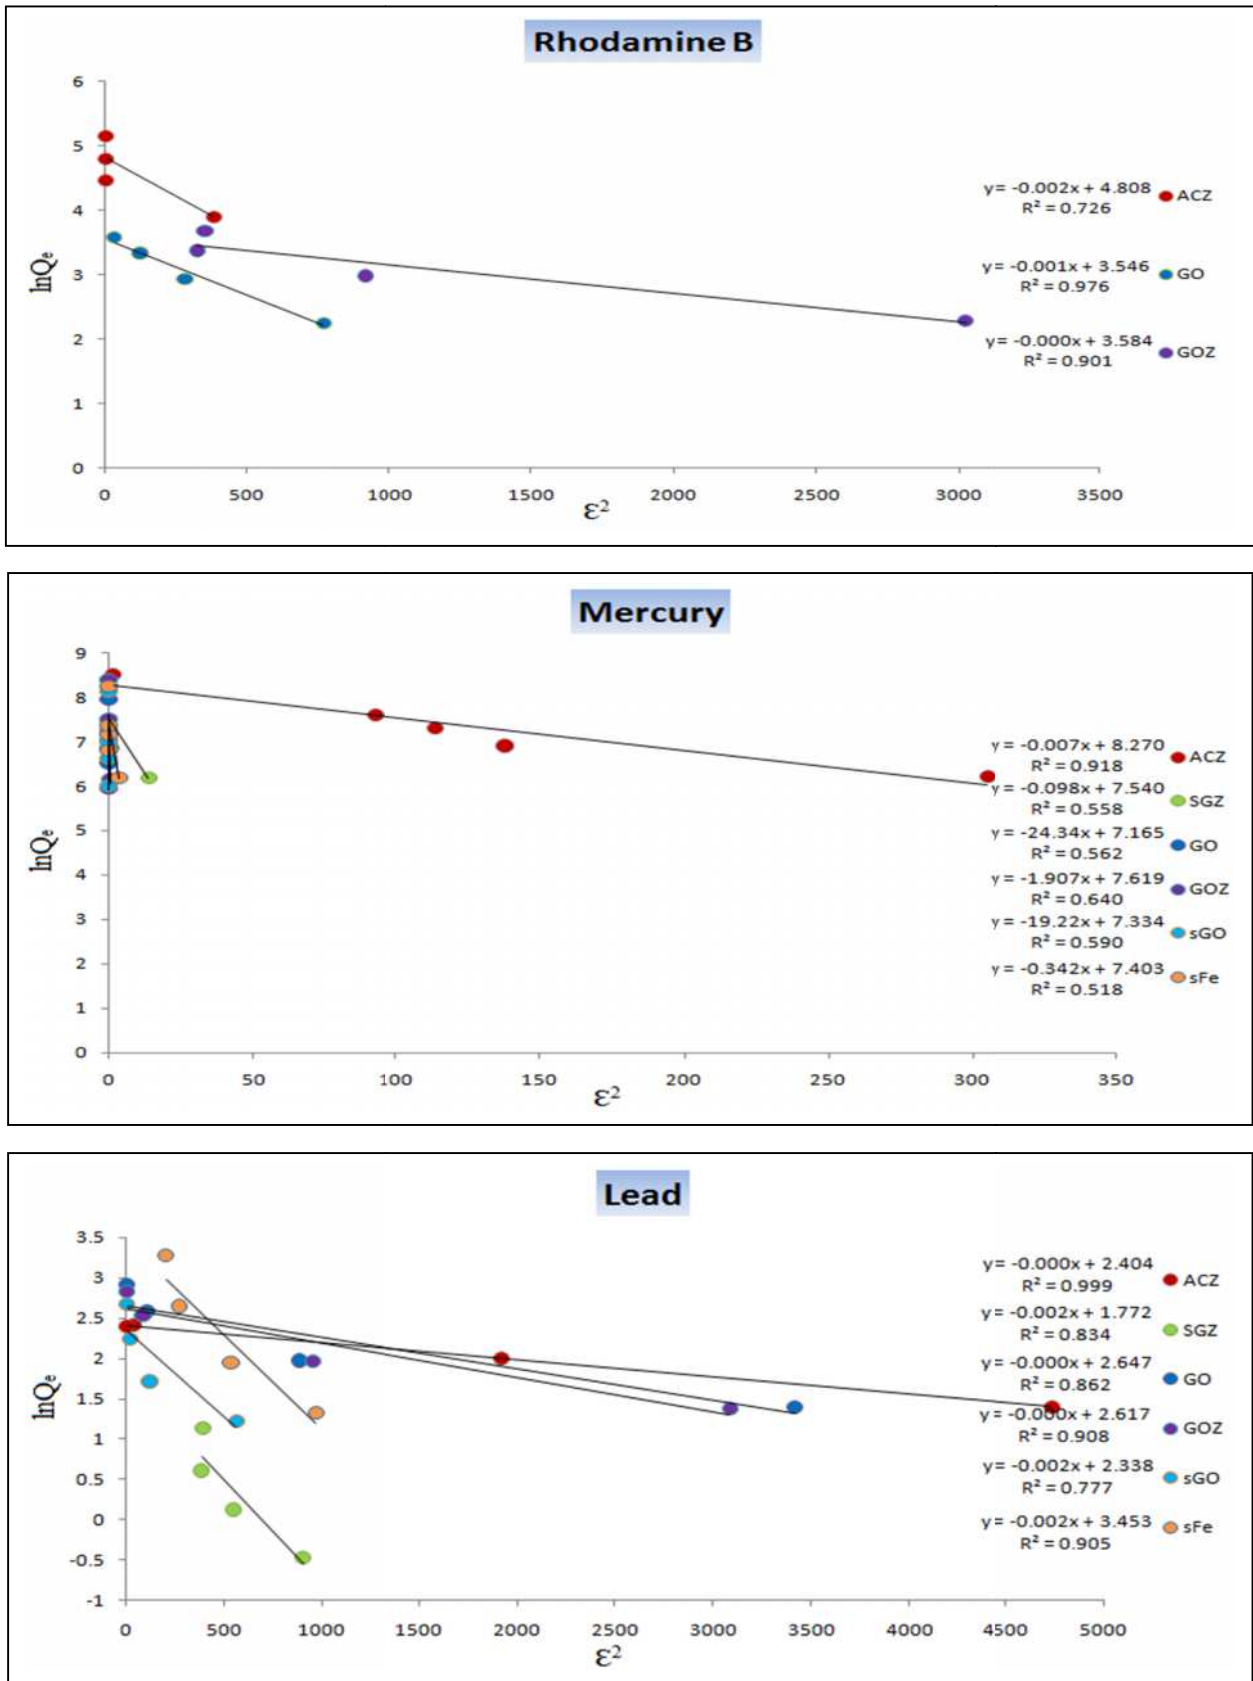 Rhodamine B
6
5
4
3
2
1
0
lnQe
0 500 1000 1500 2000 2500 3000 3500
ε²
y = -0.002x + 4.808
R² = 0.726
ACZ
y = -0.001x + 3.546
R² = 0.976
GO
y = -0.000x + 3.584
R² = 0.901
GOZ
Mercury
9
8
7
6
5
4
3
2
1
0
lnQe
0 50 100 150 200 250 300 350
ε²
y = -0.007x + 8.270
R² = 0.918
ACZ
y = -0.098x + 7.540
R² = 0.558
SGZ
y = -24.34x + 7.165
R² = 0.562
GO
y = -1.907x + 7.619
R² = 0.640
GOZ
y = -19.22x + 7.334
R² = 0.590
sGO
y = -0.342x + 7.403
R² = 0.518
sFe
Lead
3.5
3
2.5
2
1.5
1
0.5
0
-0.5
-1
lnQe
0 500 1000 1500 2000 2500 3000 3500 4000 4500 5000
ε²
y = -0.000x + 2.404
R² = 0.999
ACZ
y = -0.002x + 1.772
R² = 0.834
SGZ
y = -0.000x + 2.647
R² = 0.862
GO
y = -0.000x + 2.617
R² = 0.908
GOZ
y = -0.002x + 2.338
R² = 0.777
sGO
y = -0.002x + 3.453
R² = 0.905
sFe